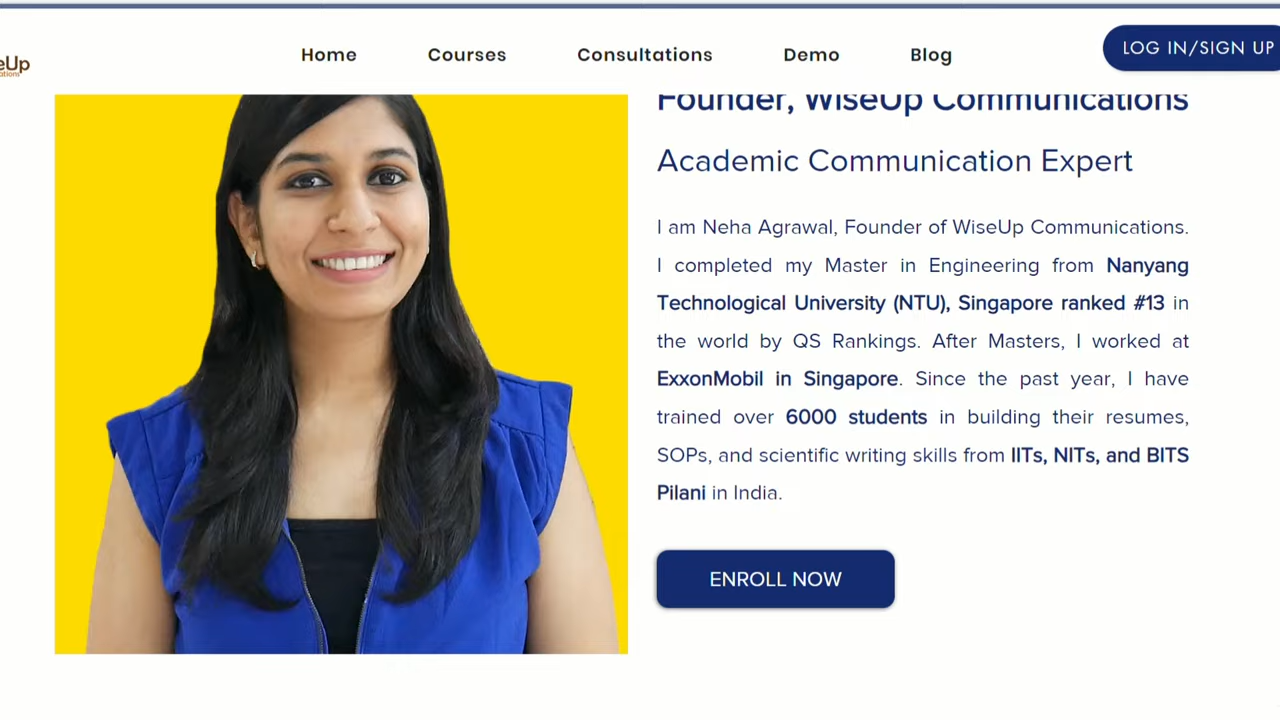 Home Courses Consultations Demo Blog LOG IN/SIGN UP
eUp
ations
Founder, WiseUp Communications
Academic Communication Expert
I am Neha Agrawal, Founder of WiseUp Communications.
I completed my Master in Engineering from Nanyang
Technological University (NTU), Singapore ranked #13 in
the world by QS Rankings. After Masters, I worked at
ExxonMobil in Singapore. Since the past year, I have
trained over 6000 students in building their resumes,
SOPs, and scientific writing skills from IITs, NITs, and BITS
Pilani in India.
ENROLL NOW